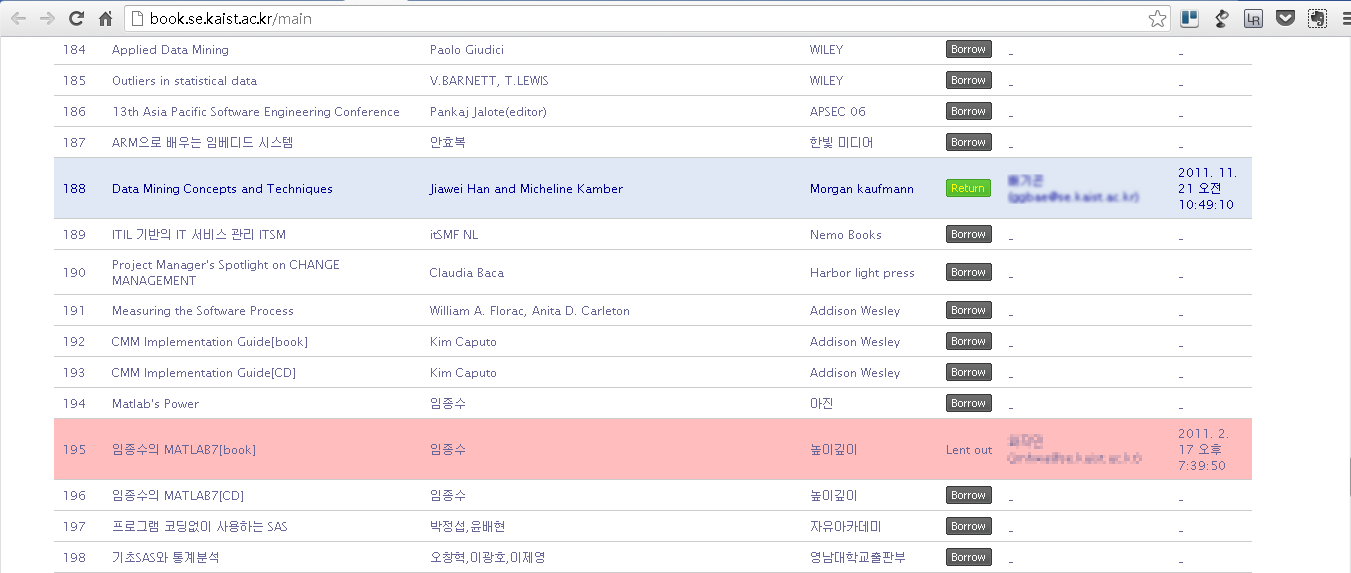 book.se.kaist.ac.kr/main
184 Applied Data Mining Paolo Giudici WILEY Borrow - -
185 Outliers in statistical data V.BARNETT, T.LEWIS WILEY Borrow - -
186 13th Asia Pacific Software Engineering Conference Pankaj Jalote(editor) APSEC 06 Borrow - -
187 ARM으로 배우는 임베디드 시스템 안효복 한빛 미디어 Borrow - -
2011. 11.
188 Data Mining Concepts and Techniques Jiawei Han and Micheline Kamber Morgan kaufmann Return 21 오전
10:49:10
189 ITIL 기반의 IT 서비스 관리 ITSM itSMF NL Nemo Books Borrow - -
Project Manager's Spotlight on CHANGE
190 MANAGEMENT Claudia Baca Harbor light press Borrow - -
191 Measuring the Software Process William A. Florac, Anita D. Carleton Addison Wesley Borrow - -
192 CMM Implementation Guide[book] Kim Caputo Addison Wesley Borrow - -
193 CMM Implementation Guide[CD] Kim Caputo Addison Wesley Borrow - -
194 Matlab's Power 임종수 아진 Borrow - -
2011. 2.
195 임종수의 MATLAB7[book] 임종수 높이깊이 Lent out 17 오후
7:39:50
196 임종수의 MATLAB7[CD] 임종수 높이깊이 Borrow - -
197 프로그램 코딩없이 사용하는 SAS 박정섭,윤배현 자유아카데미 Borrow - -
198 기초SAS와 통계분석 오창혁,이광호,이제영 영남대학교출판부 Borrow - -